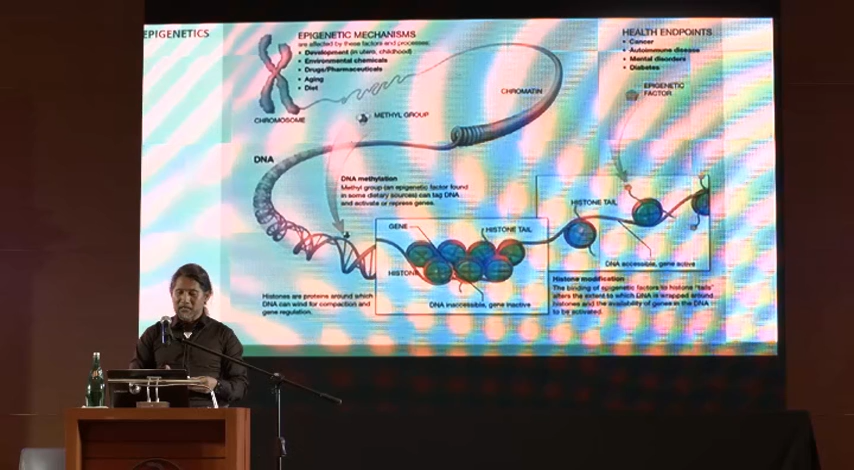 EPIGENETICS
EPIGENETIC MECHANISMS
are affected by these factors and processes:
• Development (in utero, childhood)
• Environmental chemicals
• Drugs/Pharmaceuticals
• Aging
• Diet
HEALTH ENDPOINTS
• Cancer
• Autoimmune disease
• Mental disorders
• Diabetes
EPIGENETIC
FACTOR
CHROMATIN
CHROMOSOME
METHYL GROUP
DNA
DNA methylation
Methyl group (an epigenetic factor found
in some dietary sources) can tag DNA
and activate or repress genes.
GENE
HISTONE TAIL
HISTONE TAIL
HISTONE
DNA accessible, gene active
DNA inaccessible, gene inactive
Histones are proteins around which
DNA can wind for compaction and
gene regulation.
Histone modification
The binding of epigenetic factors to histone "tails"
alters the extent to which DNA is wrapped around
histones and the availability of genes in the DNA
to be activated.